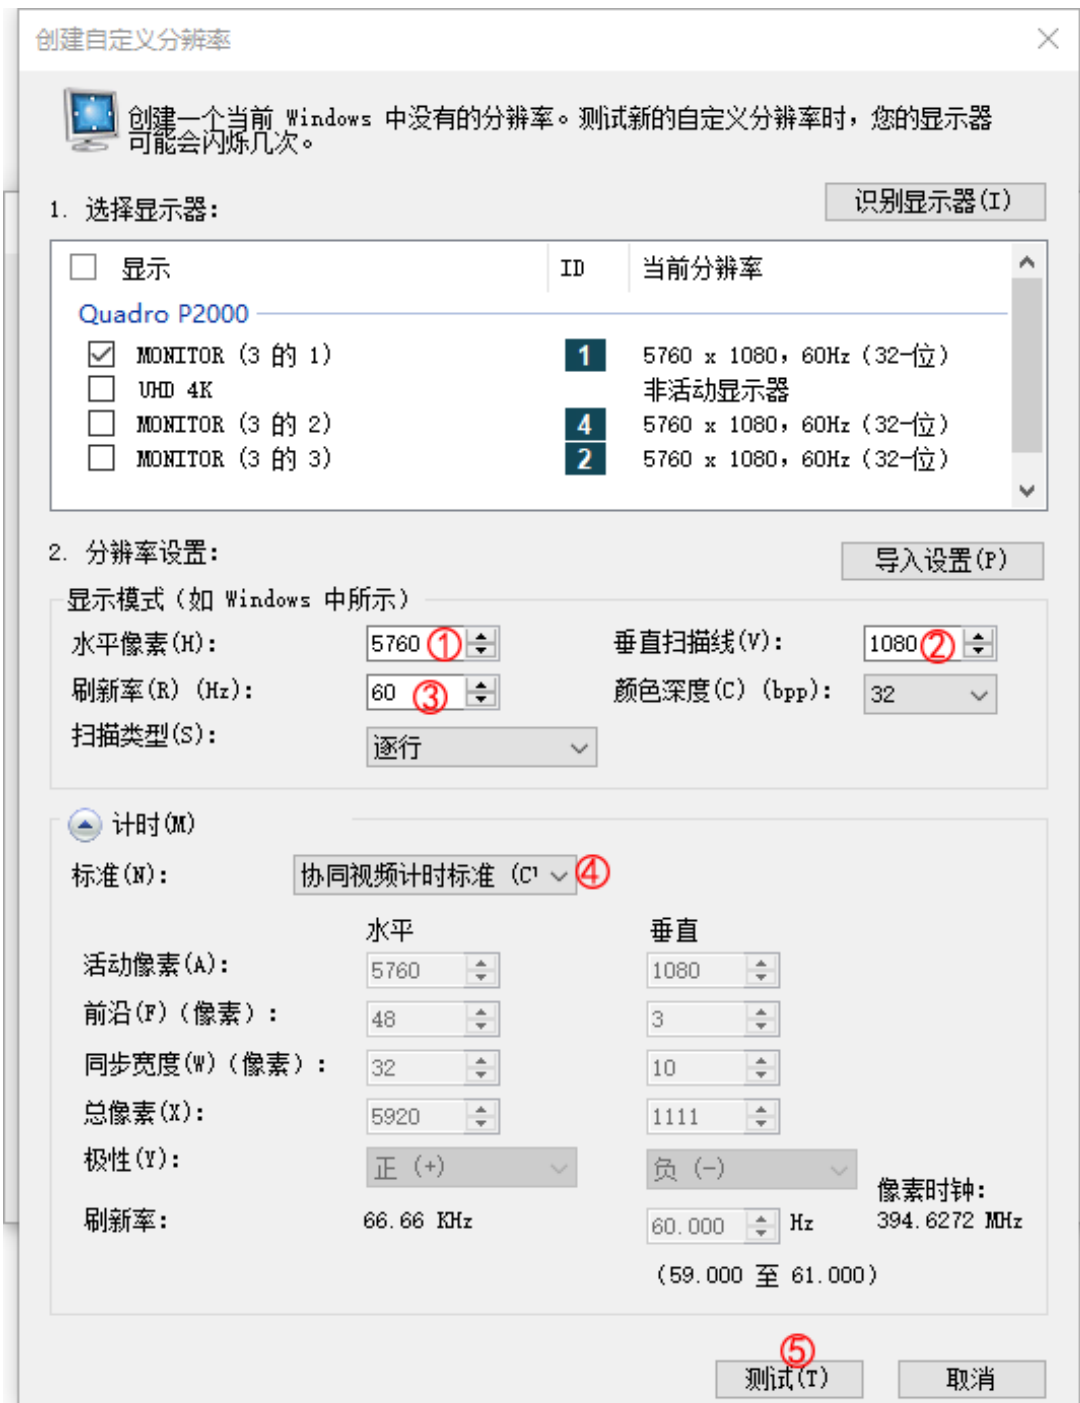 创建自定义分辨率
创建一个当前 Windows 中没有的分辨率。测试新的自定义分辨率时，您的显示器
可能会闪烁几次。
1. 选择显示器：
识别显示器(I)
显示 ID 当前分辨率
Quadro P2000
MONITOR (3 的 1) 1 5760 x 1080, 60Hz (32-位)
UHD 4K 非活动显示器
MONITOR (3 的 2) 4 5760 x 1080, 60Hz (32-位)
MONITOR (3 的 3) 2 5760 x 1080, 60Hz (32-位)
2. 分辨率设置：
导入设置(P)
显示模式（如 Windows 中所示）
水平像素(H)： 5760 ① 垂直扫描线(V)： 1080 ②
刷新率(R) (Hz)： 60 ③ 颜色深度(C) (bpp)： 32
扫描类型(S)： 逐行
计时(M)
标准(N)： 协同视频计时标准 (C ④
水平 垂直
活动像素(A)： 5760 1080
前沿(F)（像素）： 48 3
同步宽度(W)（像素）： 32 10
总像素(X)： 5920 1111
极性(Y)： 正 (+) 负 (-)
像素时钟：
刷新率： 66.66 KHz 60.000 Hz 394.6272 MHz
(59.000 至 61.000)
⑤
测试(T) 取消